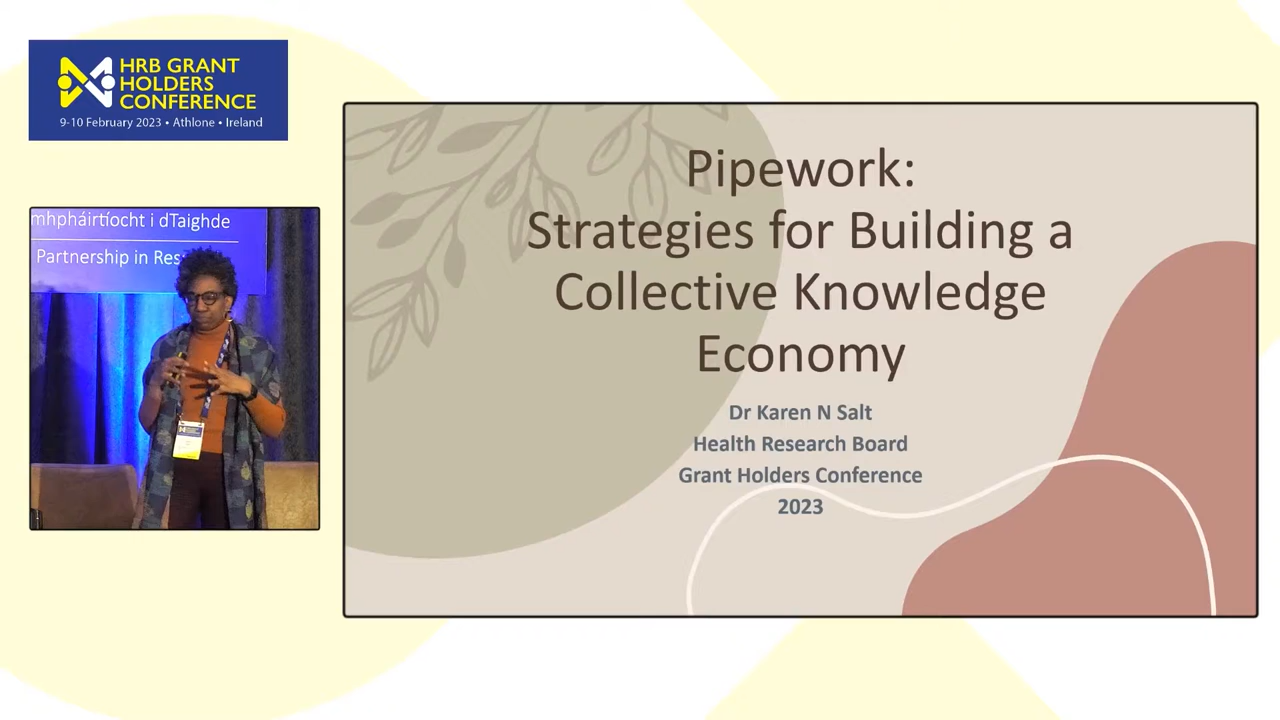 HRB GRANT
HOLDERS
CONFERENCE
9-10 February 2023 • Athlone • Ireland
mhpháirtíocht i dTaighde
Partnership in Res
Pipework:
Strategies for Building a
Collective Knowledge
Economy
Dr Karen N Salt
Health Research Board
Grant Holders Conference
2023